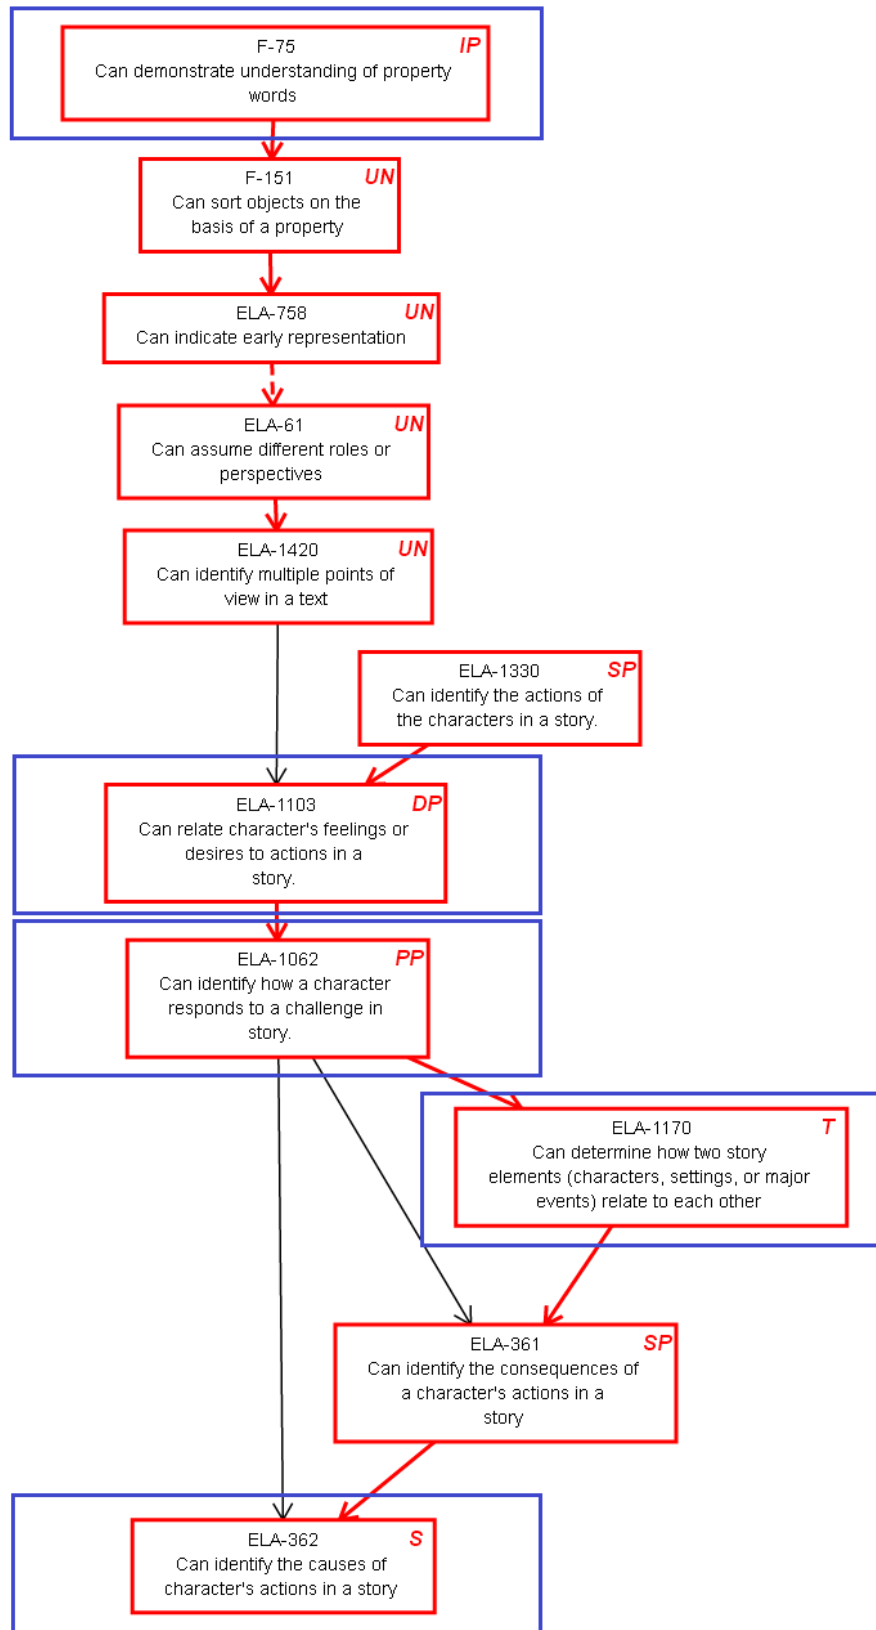 F-75
IP
Can demonstrate understanding of property
words
F-151
UN
Can sort objects on the
basis of a property
ELA-758
UN
Can indicate early representation
ELA-61
UN
Can assume different roles or
perspectives
ELA-1420
UN
Can identify multiple points of
view in a text
ELA-1330
SP
Can identify the actions of
the characters in a story.
ELA-1103
DP
Can relate character's feelings or
desires to actions in a
story.
ELA-1062
PP
Can identify how a character
responds to a challenge in
story.
ELA-1170
T
Can determine how two story
elements (characters, settings, or major
events) relate to each other
ELA-361
SP
Can identify the consequences of
a character's actions in a
story
ELA-362
S
Can identify the causes of
character's actions in a story